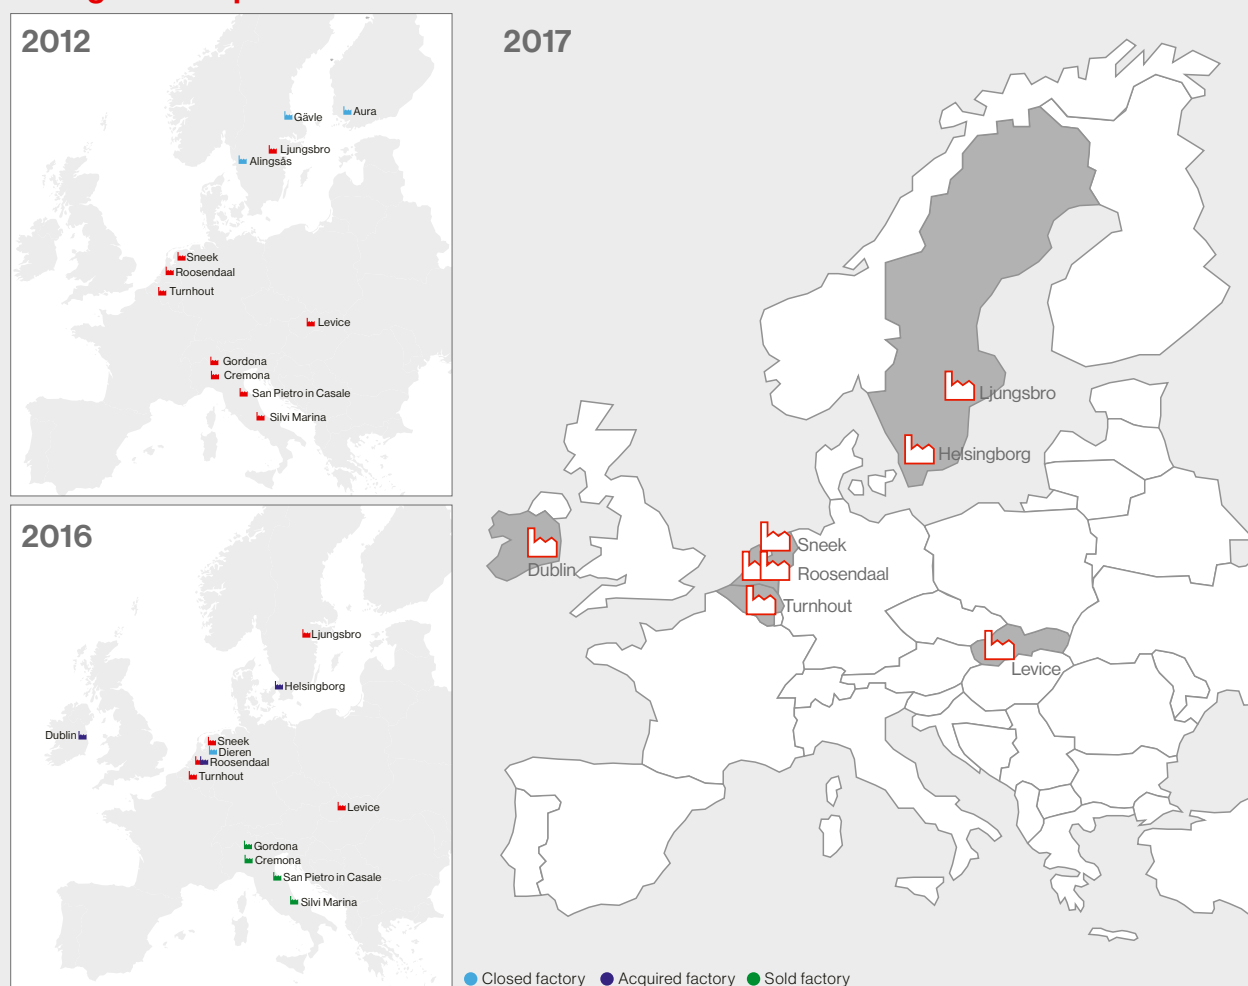 2012
Gävle
Aura
Ljungsbro
Alingsås
Sneek
Roosendaal
Turnhout
Levice
Gordona
Cremona
San Pietro in Casale
Silvi Marina
2016
Ljungsbro
Helsingborg
Dublin
Sneek
Dieren
Roosendaal
Turnhout
Levice
Gordona
Cremona
San Pietro in Casale
Silvi Marina
2017
Ljungsbro
Helsingborg
Sneek
Dublin
Roosendaal
Turnhout
Levice
Closed factory Acquired factory Sold factory